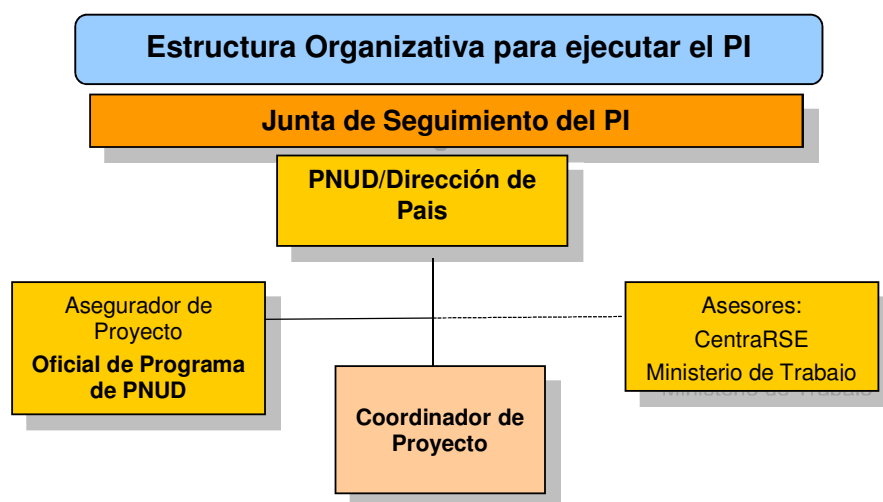 Estructura Organizativa para ejecutar el PI
Junta de Seguimiento del PI
PNUD/Dirección de
Pais
Asegurador de
Proyecto
Oficial de Programa
de PNUD
Asesores:
CentraRSE
Ministerio de Trabajo
Coordinador de
Proyecto